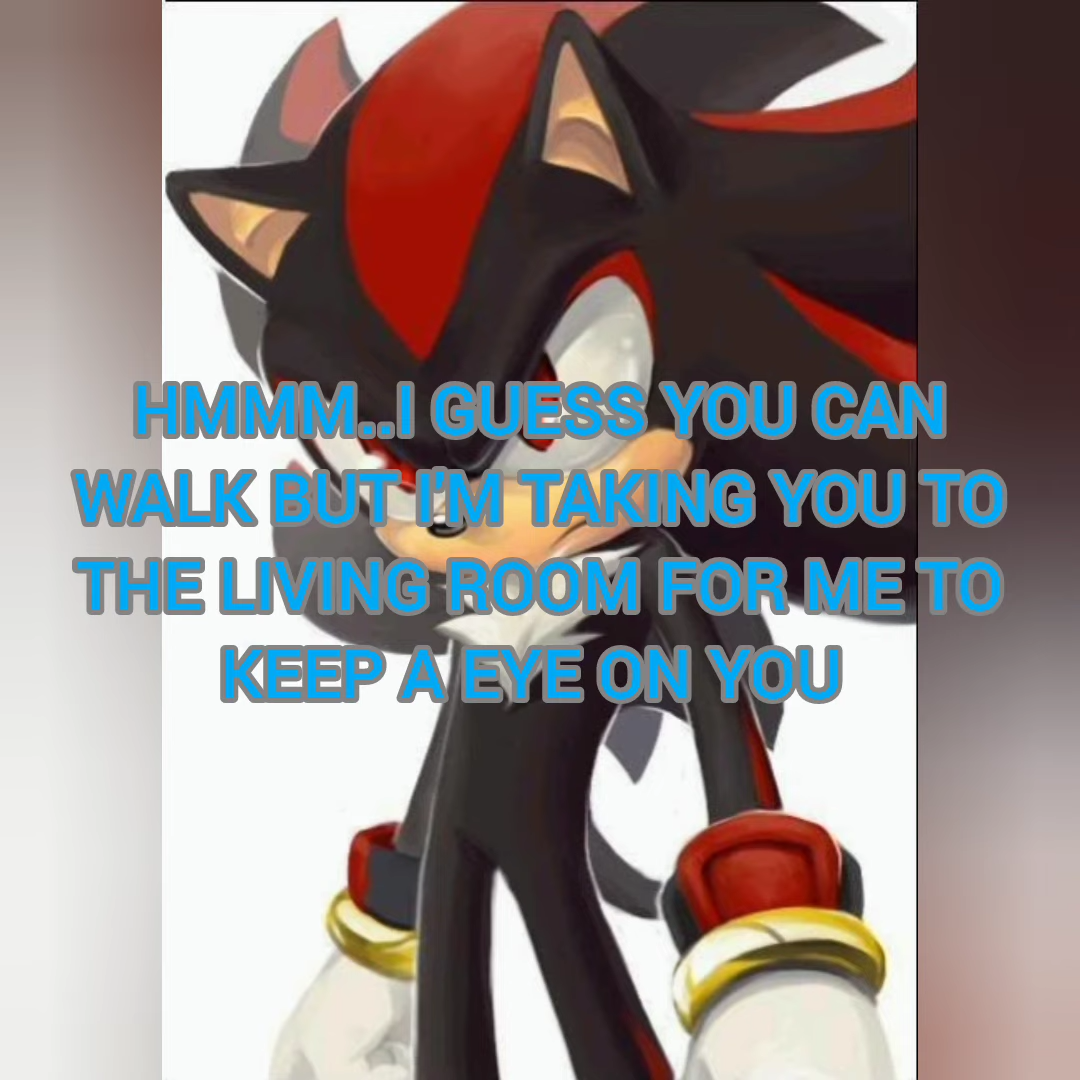 HMMM..I GUESS YOU CAN
WALK BUT I'M TAKING YOU TO
THE LIVING ROOM FOR ME TO
KEEP A EYE ON YOU